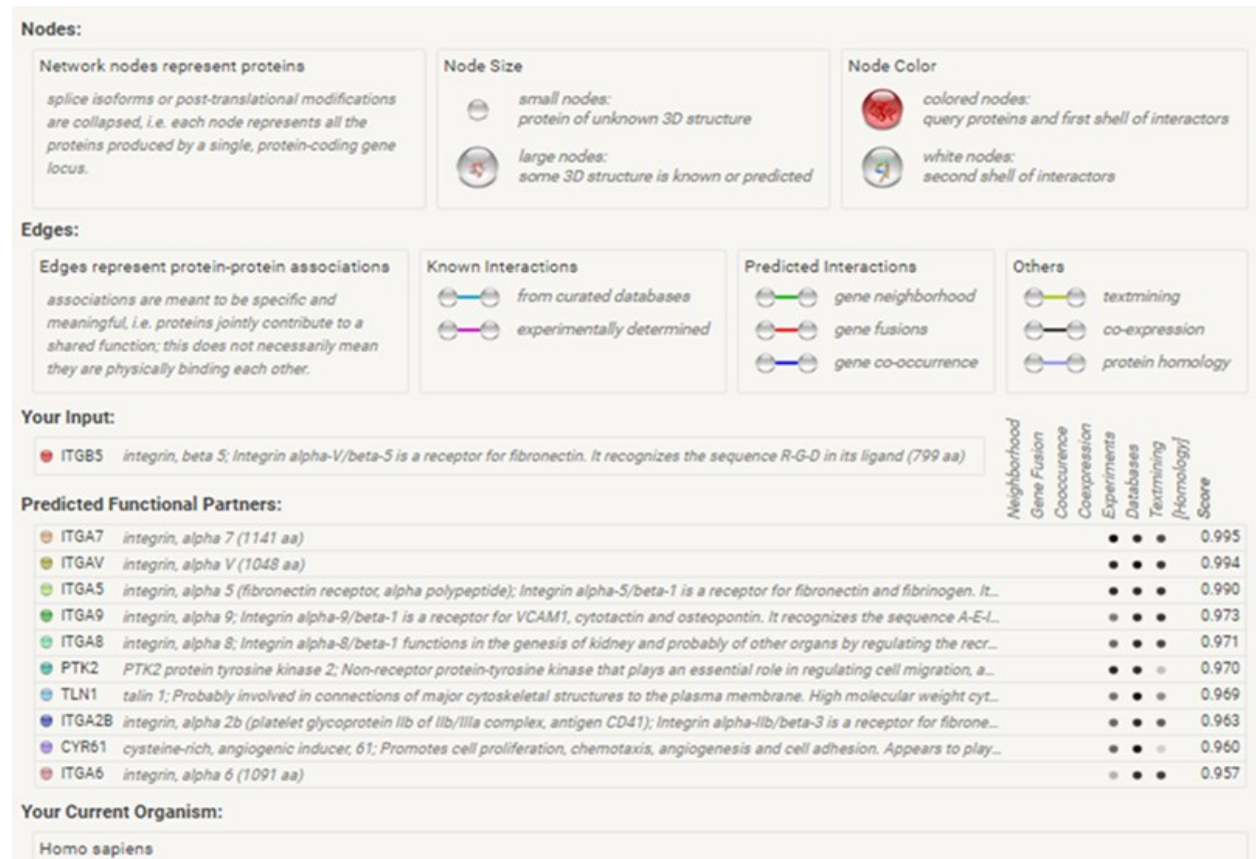 Nodes:
Network nodes represent proteins
splice isoforms or post-translational modifications
are collapsed, i.e. each node represents all the
proteins produced by a single, protein-coding gene
locus.
Node Size
small nodes:
protein of unknown 3D structure
large nodes:
some 3D structure is known or predicted
Node Color
colored nodes:
query proteins and first shell of interactors
white nodes:
second shell of interactors
Edges:
Edges represent protein-protein associations
associations are meant to be specific and
meaningful, i.e. proteins jointly contribute to a
shared function; this does not necessarily mean
they are physically binding each other.
Known Interactions
from curated databases
experimentally determined
Predicted Interactions
gene neighborhood
gene fusions
gene co-occurrence
Others
textmining
co-expression
protein homology
Your Input:
ITGB5 integrin, beta 5; Integrin alpha-V/beta-5 is a receptor for fibronectin. It recognizes the sequence R-G-D in its ligand (799 aa)
Neighborhood
Gene Fusion
Cooccurence
Coexpression
Experiments
Databases
Textmining
[Homology]
Score
Predicted Functional Partners:
ITGA7 integrin, alpha 7 (1141 aa) 0.995
ITGAV integrin, alpha V (1048 aa) 0.994
ITGA5 integrin, alpha 5 (fibronectin receptor, alpha polypeptide); Integrin alpha-5/beta-1 is a receptor for fibronectin and fibrinogen. It... 0.990
ITGA9 integrin, alpha 9; Integrin alpha-9/beta-1 is a receptor for VCAM1, cytotactin and osteopontin. It recognizes the sequence A-E-I... 0.973
ITGA8 integrin, alpha 8; Integrin alpha-8/beta-1 functions in the genesis of kidney and probably of other organs by regulating the recr... 0.971
PTK2 PTK2 protein tyrosine kinase 2; Non-receptor protein-tyrosine kinase that plays an essential role in regulating cell migration, a... 0.970
TLN1 talin 1; Probably involved in connections of major cytoskeletal structures to the plasma membrane. High molecular weight cyt... 0.969
ITGA2B integrin, alpha 2b (platelet glycoprotein IIb of IIb/IIIa complex, antigen CD41); Integrin alpha-IIb/beta-3 is a receptor for fibrone... 0.963
CYR61 cysteine-rich, angiogenic inducer, 61; Promotes cell proliferation, chemotaxis, angiogenesis and cell adhesion. Appears to play... 0.960
ITGA6 integrin, alpha 6 (1091 aa) 0.957
Your Current Organism:
Homo sapiens